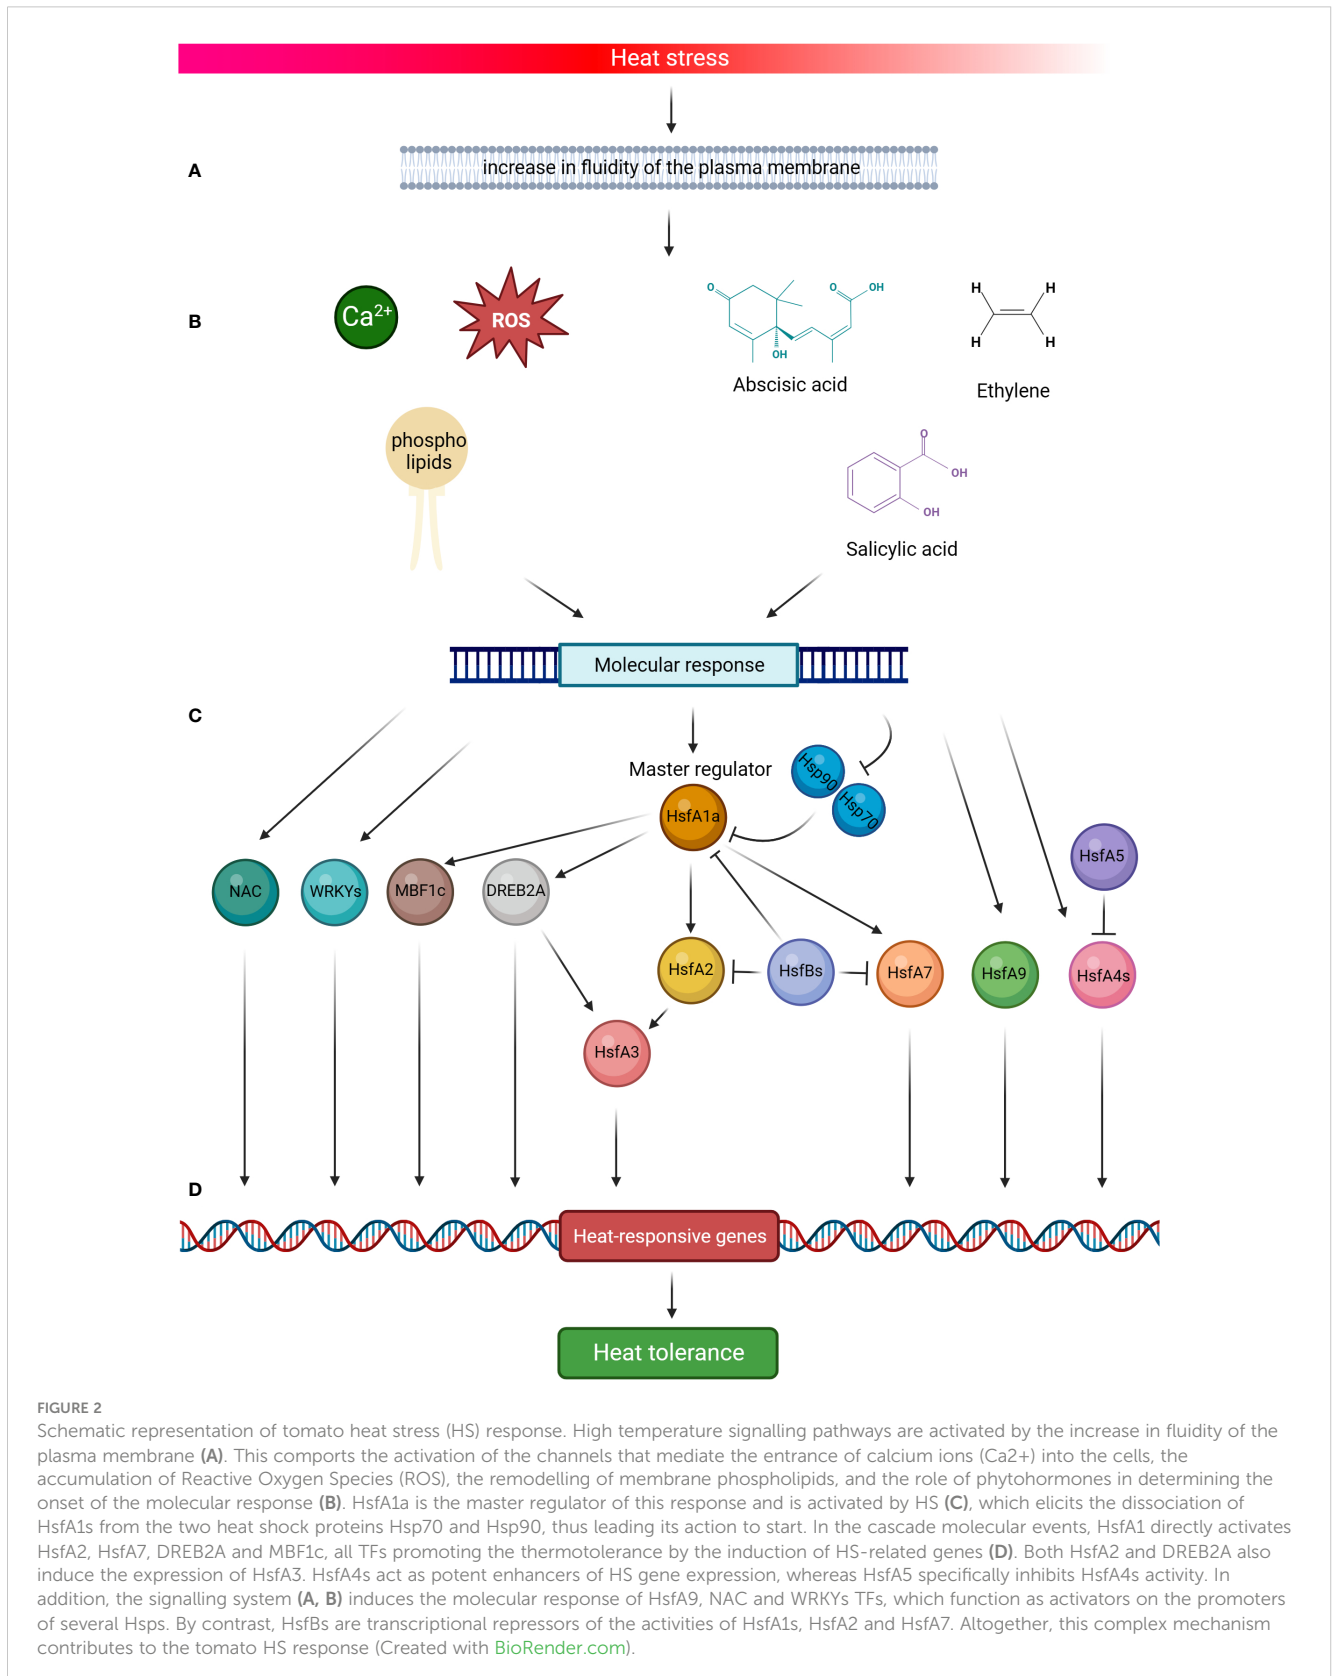 Heat stress
A
increase in fluidity of the plasma membrane
B
Ca2+
ROS
O
O
OH
OH
Abscisic acid
H
H
H
H
Ethylene
phospho
lipids
O
OH
OH
Salicylic acid
Molecular response
C
Master regulator
Hsp90
Hsp70
HsfA1a
HsfA5
NAC
WRKYs
MBF1c
DREB2A
HsfA2
HsfBs
HsfA7
HsfA9
HsfA4s
HsfA3
D
Heat-responsive genes
Heat tolerance
FIGURE 2
Schematic representation of tomato heat stress (HS) response. High temperature signalling pathways are activated by the increase in fluidity of the
plasma membrane (A). This comports the activation of the channels that mediate the entrance of calcium ions (Ca2+) into the cells, the
accumulation of Reactive Oxygen Species (ROS), the remodelling of membrane phospholipids, and the role of phytohormones in determining the
onset of the molecular response (B). HsfA1a is the master regulator of this response and is activated by HS (C), which elicits the dissociation of
HsfA1s from the two heat shock proteins Hsp70 and Hsp90, thus leading its action to start. In the cascade molecular events, HsfA1 directly activates
HsfA2, HsfA7, DREB2A and MBF1c, all TFs promoting the thermotolerance by the induction of HS-related genes (D). Both HsfA2 and DREB2A also
induce the expression of HsfA3. HsfA4s act as potent enhancers of HS gene expression, whereas HsfA5 specifically inhibits HsfA4s activity. In
addition, the signalling system (A, B) induces the molecular response of HsfA9, NAC and WRKYs TFs, which function as activators on the promoters
of several Hsps. By contrast, HsfBs are transcriptional repressors of the activities of HsfA1s, HsfA2 and HsfA7. Altogether, this complex mechanism
contributes to the tomato HS response (Created with BioRender.com).